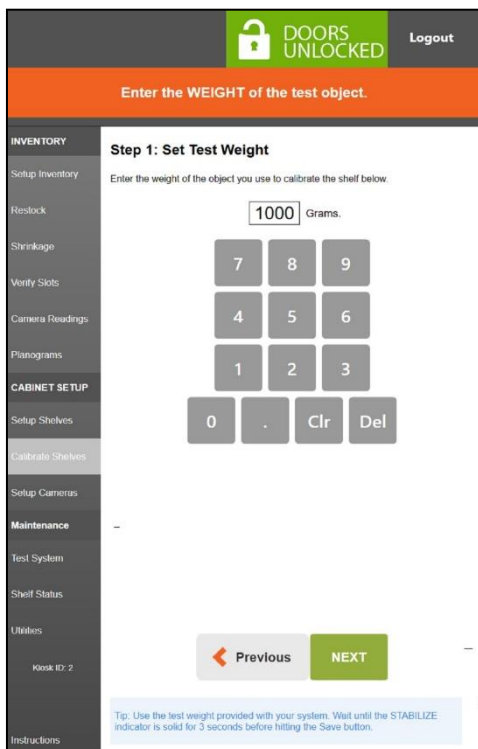 DOORS
UNLOCKED
Logout
Enter the WEIGHT of the test object.
INVENTORY
Setup Inventory
Restock
Shrinkage
Verify Slots
Camera Readings
Planograms
CABINET SETUP
Setup Shelves
Calibrate Shelves
Setup Cameras
Maintenance
Test System
Shelf Status
Utilities
Kiosk ID: 2
Instructions
Step 1: Set Test Weight
Enter the weight of the object you use to calibrate the shelf below.
1000 Grams.
7 8 9
4 5 6
1 2 3
0 . Clr Del
Previous NEXT
Tip: Use the test weight provided with your system. Wait until the STABILIZE
indicator is solid for 3 seconds before hitting the Save button.